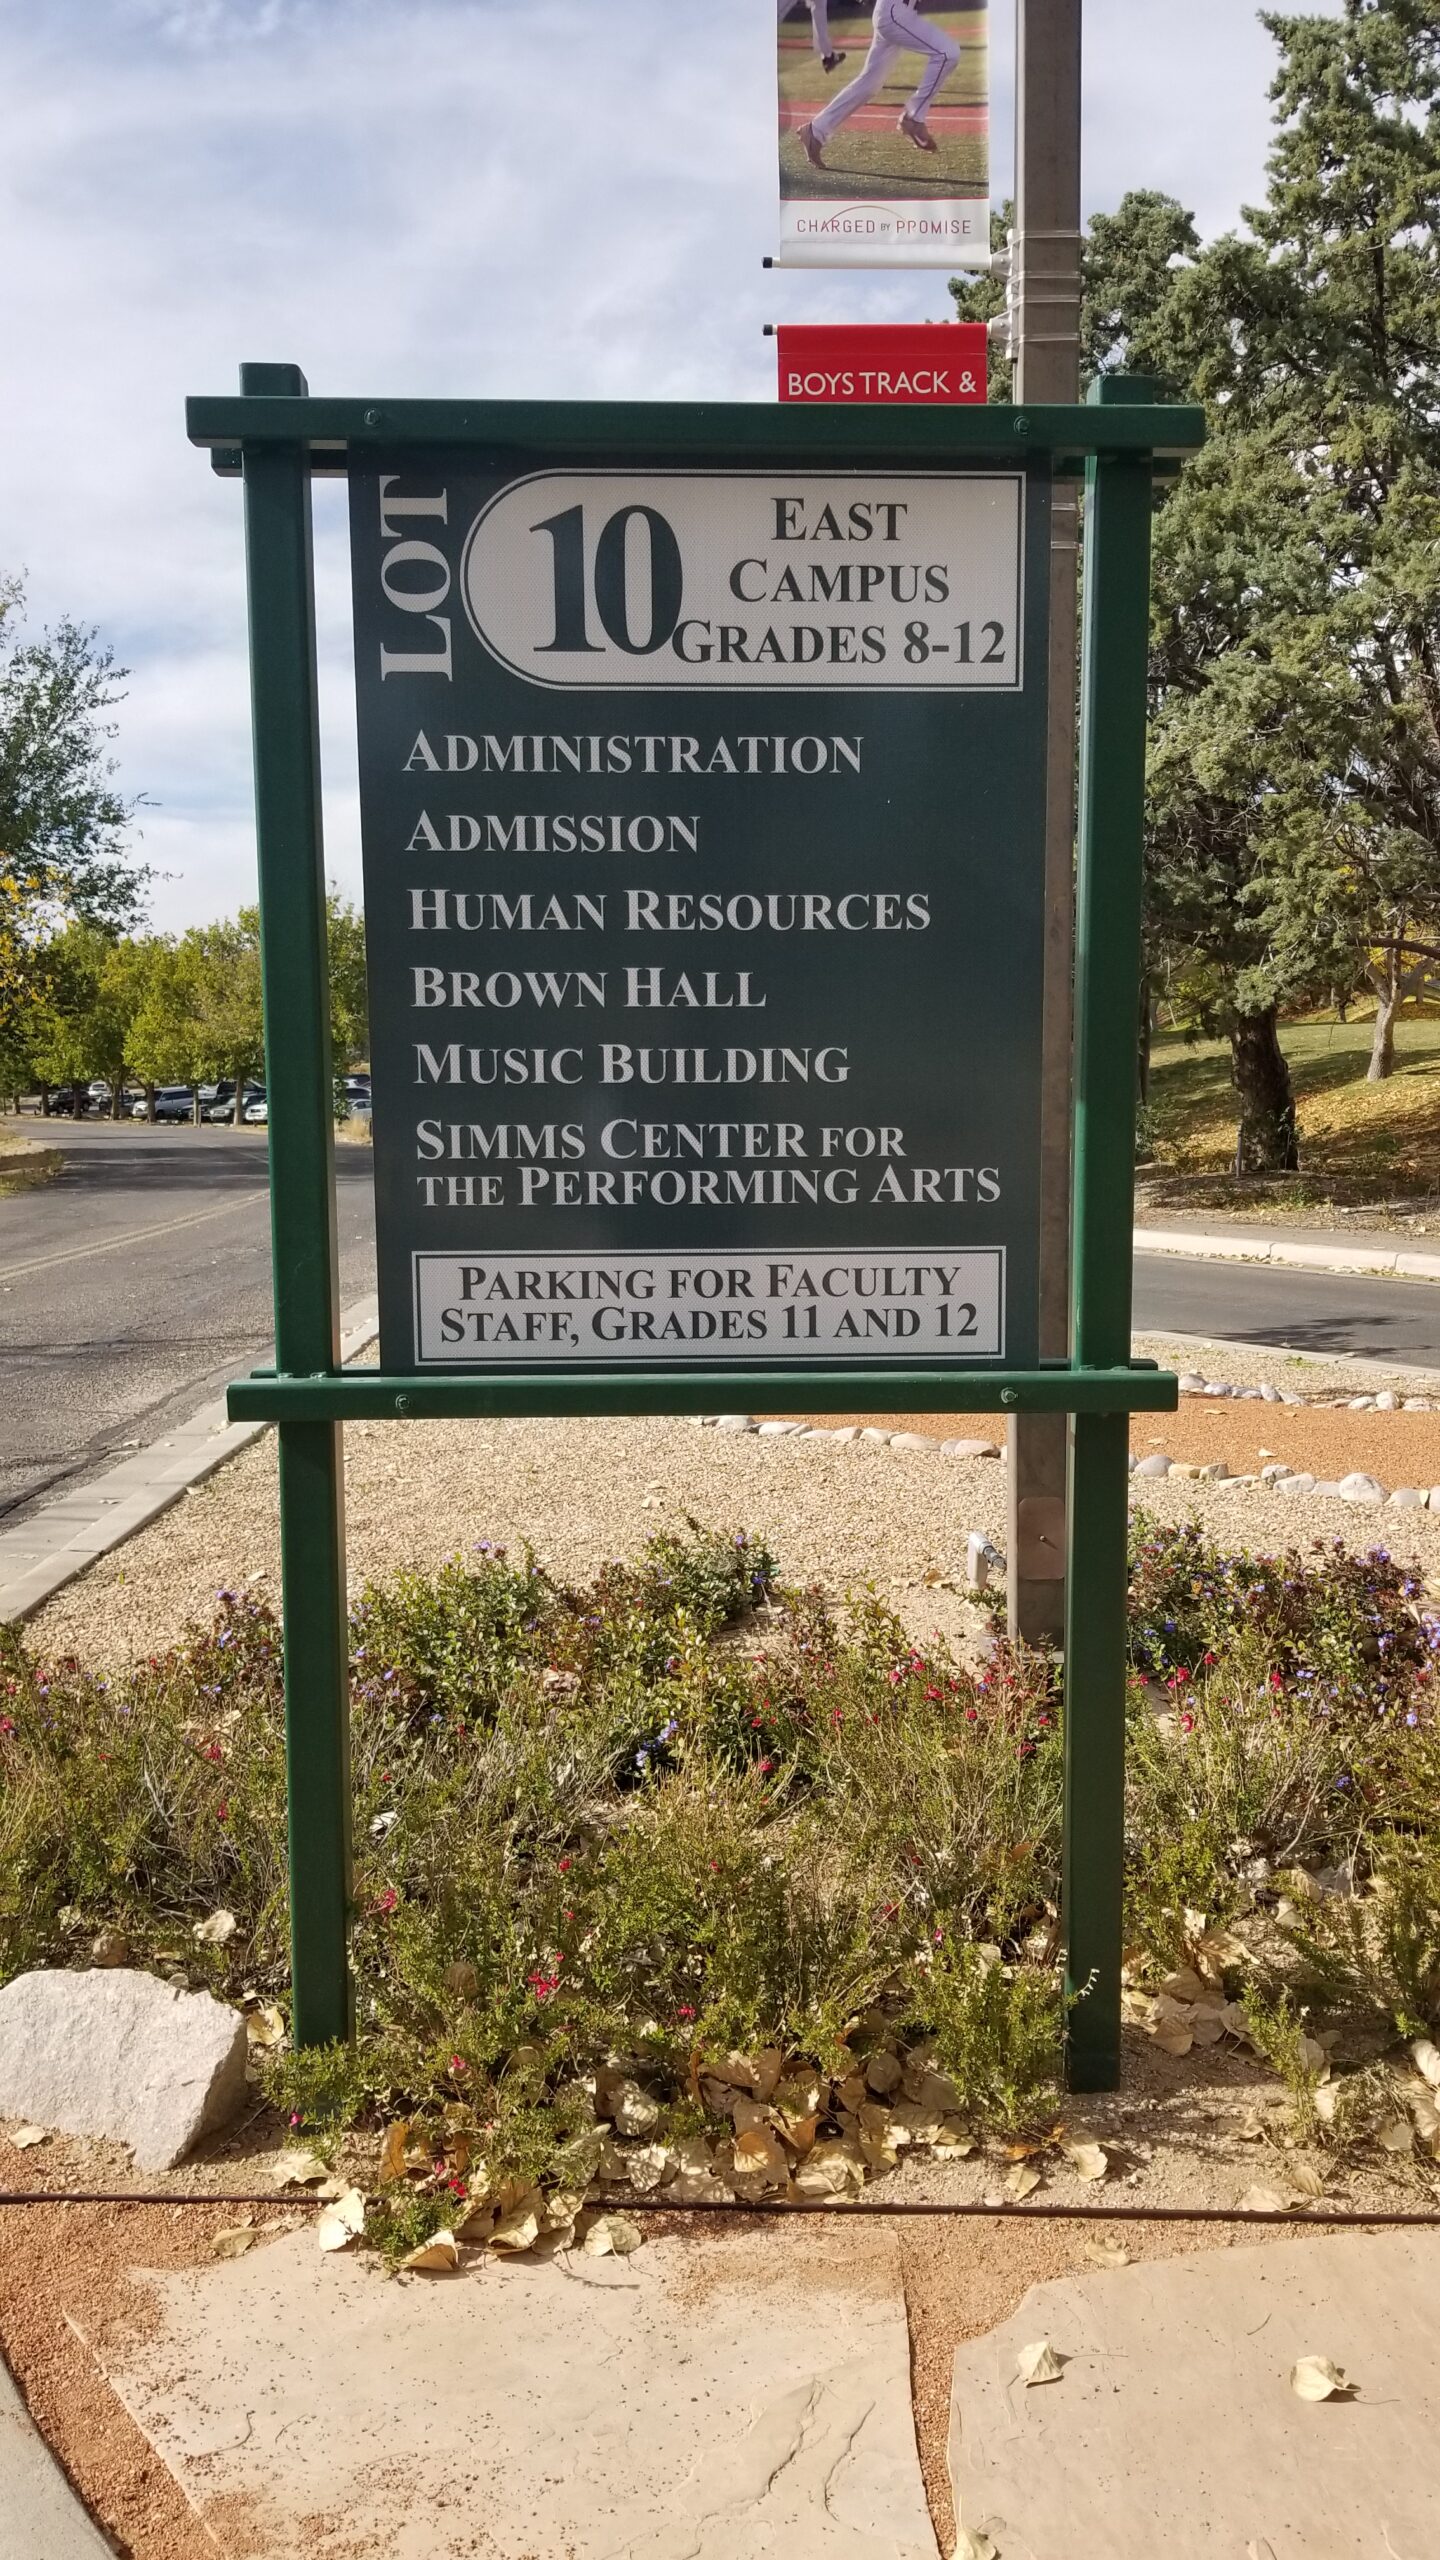 CHARGED BY PROMISE
BOYS TRACK &
LOT
10
EAST
CAMPUS
GRADES 8-12
ADMINISTRATION
ADMISSION
HUMAN RESOURCES
BROWN HALL
MUSIC BUILDING
SIMMS CENTER FOR
THE PERFORMING ARTS
PARKING FOR FACULTY
STAFF, GRADES 11 AND 12